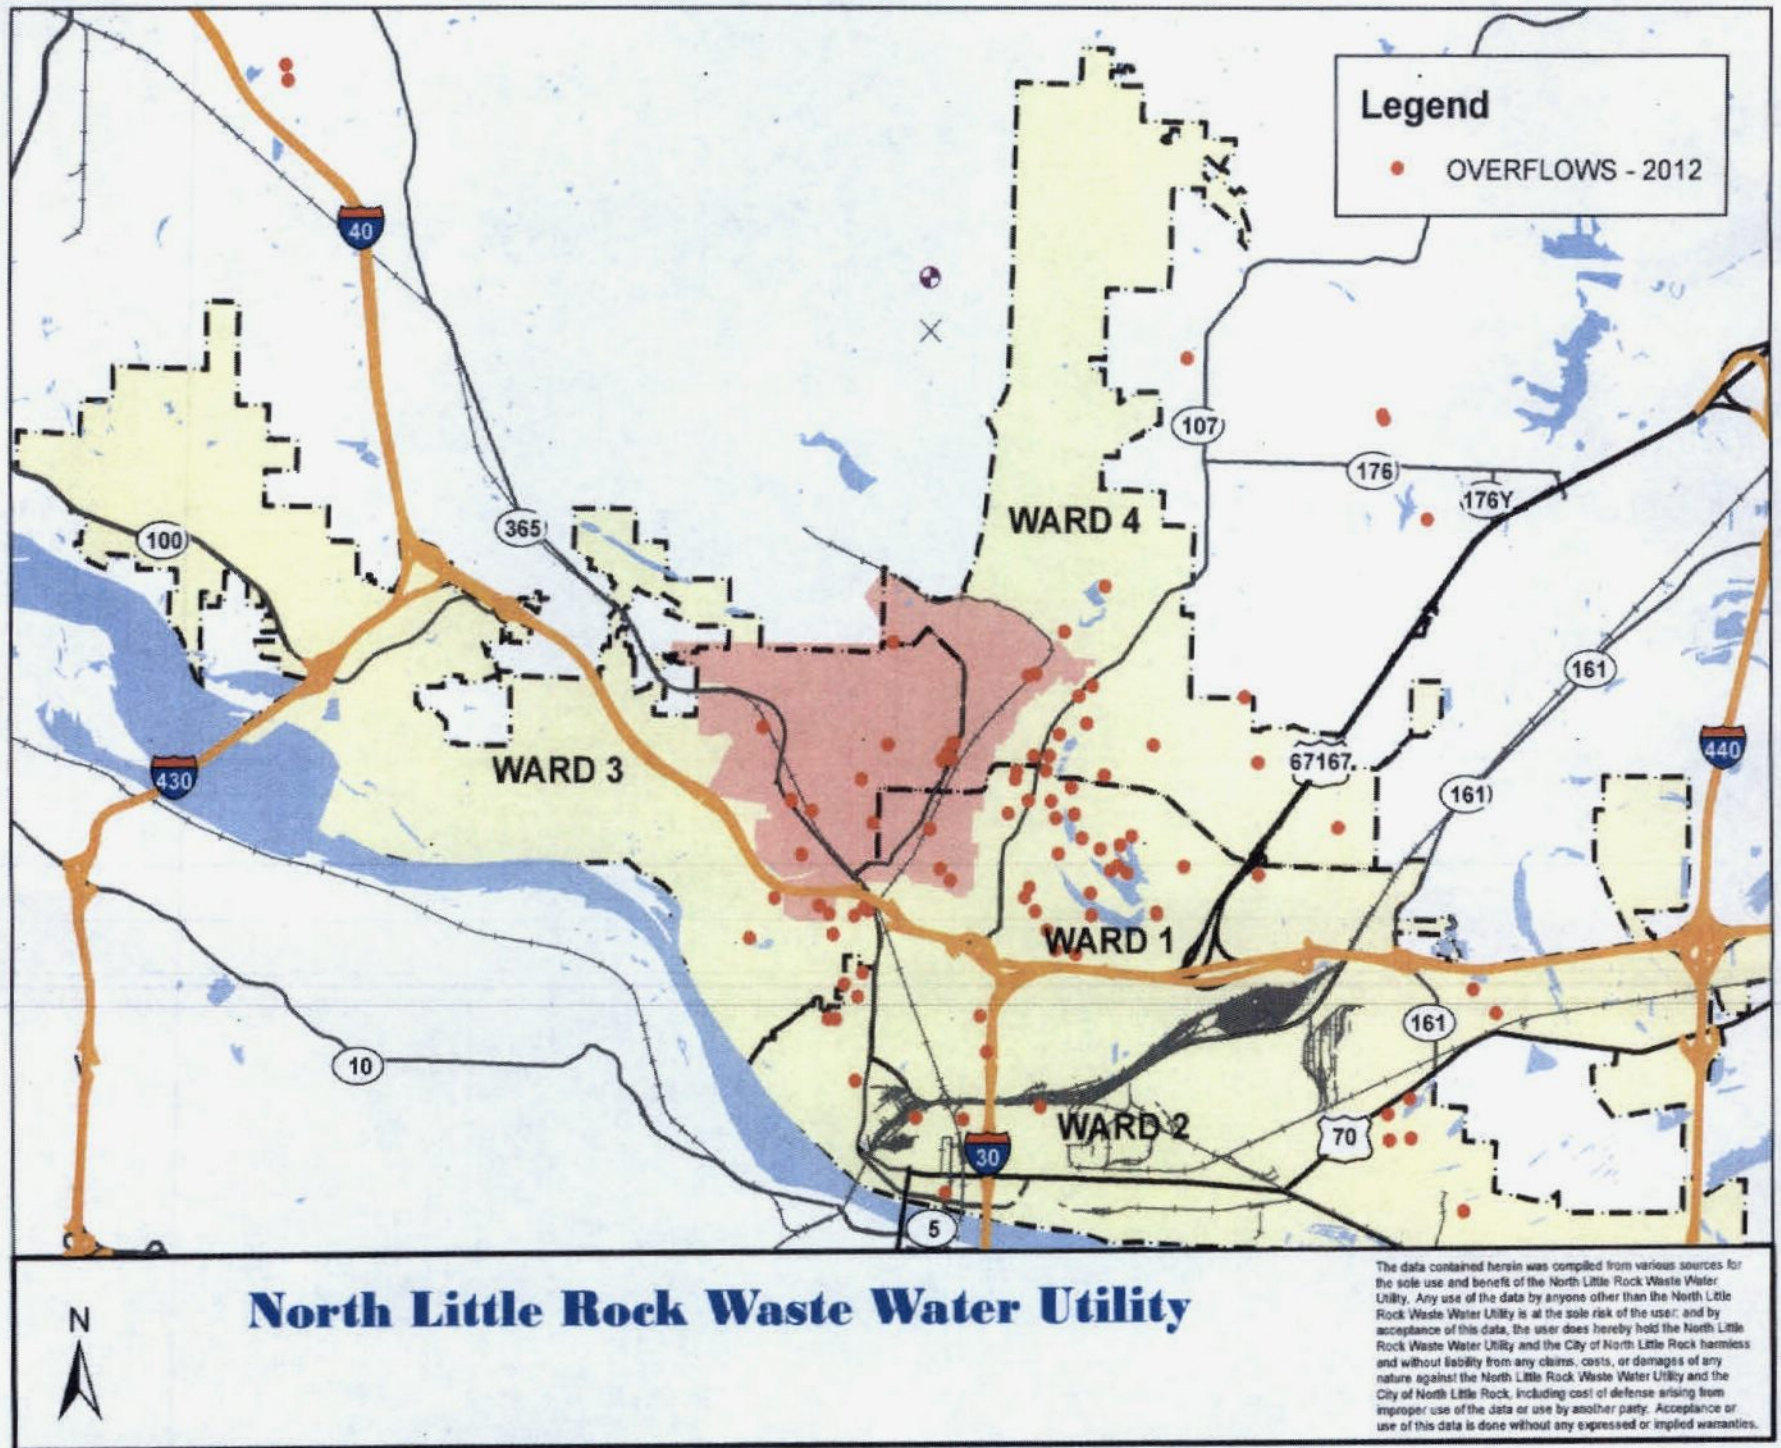 Legend
OVERFLOWS - 2012
40
107
176
176Y
WARD 4
365
100
161
440
67167
WARD 3
430
161
WARD 1
161
10
WARD 2
70
30
5
North Little Rock Waste Water Utility
N
The data contained herein was compiled from various sources for
the sole use and benefit of the North Little Rock Waste Water
Utility. Any use of the data by anyone other than the North Little
Rock Waste Water Utility is at the sole risk of the user; and by
acceptance of this data, the user does hereby hold the North Little
Rock Waste Water Utility and the City of North Little Rock harmless
and without liability from any claims, costs, or damages of any
nature against the North Little Rock Waste Water Utility and the
City of North Little Rock, including cost of defense arising from
improper use of the data or use by another party. Acceptance or
use of this data is done without any expressed or implied warranties.